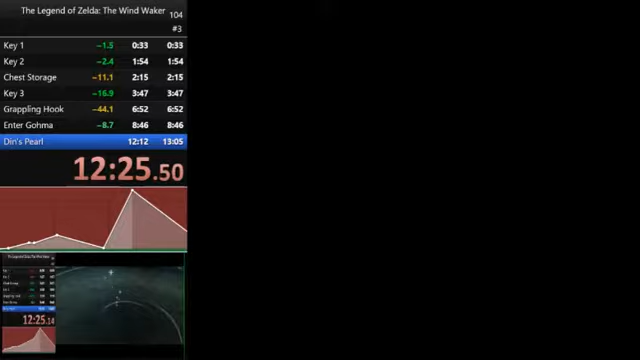 The Legend of Zelda: The Wind Waker 104
#3
Key 1 −1.5 0:33 0:33
Key 2 −2.4 1:54 1:54
Chest Storage −11.1 2:15 2:15
Key 3 −16.9 3:47 3:47
Grappling Hook −44.1 6:52 6:52
Enter Gohma −8.7 8:46 8:46
Din's Pearl 12:12 13:05
12:25.50
12:25.14